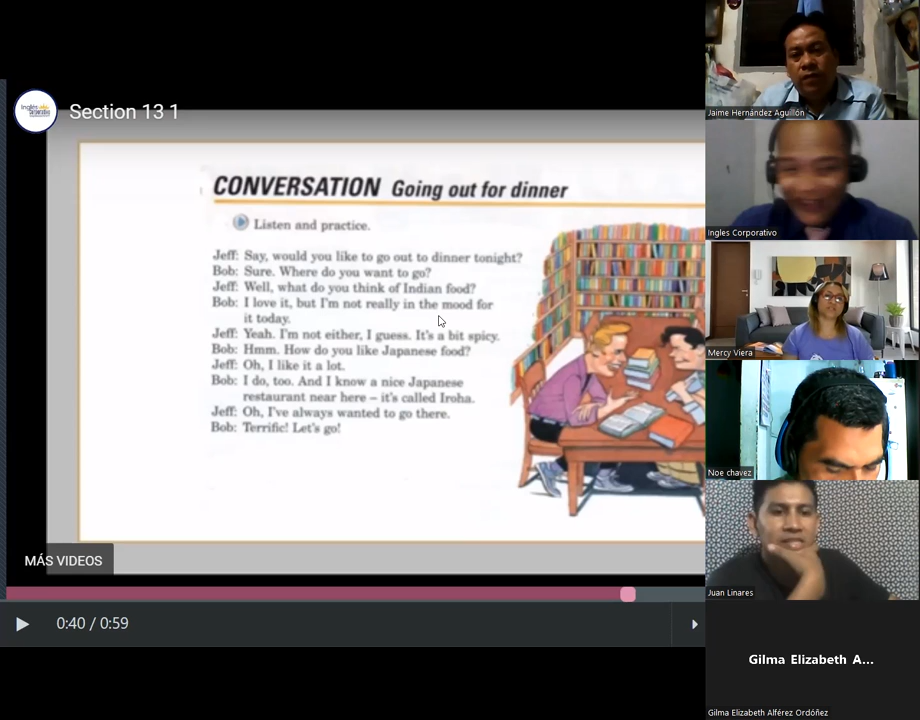 Section 13 1
CONVERSATION Going out for dinner
Listen and practice.
Jeff: Say, would you like to go out to dinner tonight?
Bob: Sure. Where do you want to go?
Jeff: Well, what do you think of Indian food?
Bob: I love it, but I'm not really in the mood for
it today.
Jeff: Yeah. I'm not either, I guess. It's a bit spicy.
Bob: Hmm. How do you like Japanese food?
Jeff: Oh, I like it a lot.
Bob: I do, too. And I know a nice Japanese
restaurant near here – it's called Iroha.
Jeff: Oh, I've always wanted to go there.
Bob: Terrific! Let's go!
MÁS VIDEOS
0:40 / 0:59
Jaime Hernández Aguillón
Ingles Corporativo
Mercy Viera
Noe chavez
Juan Linares
Gilma Elizabeth A...
Gilma Elizabeth Alférez Ordóñez